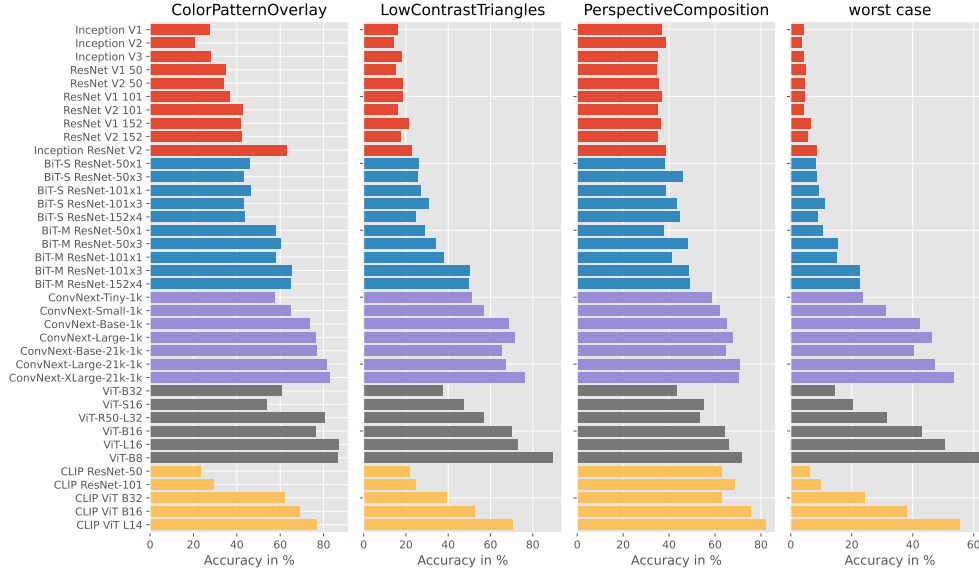 ColorPatternOverlay LowContrastTriangles PerspectiveComposition worst case
Inception V1
Inception V2
Inception V3
ResNet V1 50
ResNet V2 50
ResNet V1 101
ResNet V2 101
ResNet V1 152
ResNet V2 152
Inception ResNet V2
BiT-S ResNet-50x1
BiT-S ResNet-50x3
BiT-S ResNet-101x1
BiT-S ResNet-101x3
BiT-S ResNet-152x4
BiT-M ResNet-50x1
BiT-M ResNet-50x3
BiT-M ResNet-101x1
BiT-M ResNet-101x3
BiT-M ResNet-152x4
ConvNext-Tiny-1k
ConvNext-Small-1k
ConvNext-Base-1k
ConvNext-Large-1k
ConvNext-Base-21k-1k
ConvNext-Large-21k-1k
ConvNext-XLarge-21k-1k
ViT-B32
ViT-S16
ViT-R50-L32
ViT-B16
ViT-L16
ViT-B8
CLIP ResNet-50
CLIP ResNet-101
CLIP ViT B32
CLIP ViT B16
CLIP ViT L14
0 20 40 60 80 0 20 40 60 80 0 20 40 60 80 0 20 40 60
Accuracy in % Accuracy in % Accuracy in % Accuracy in %